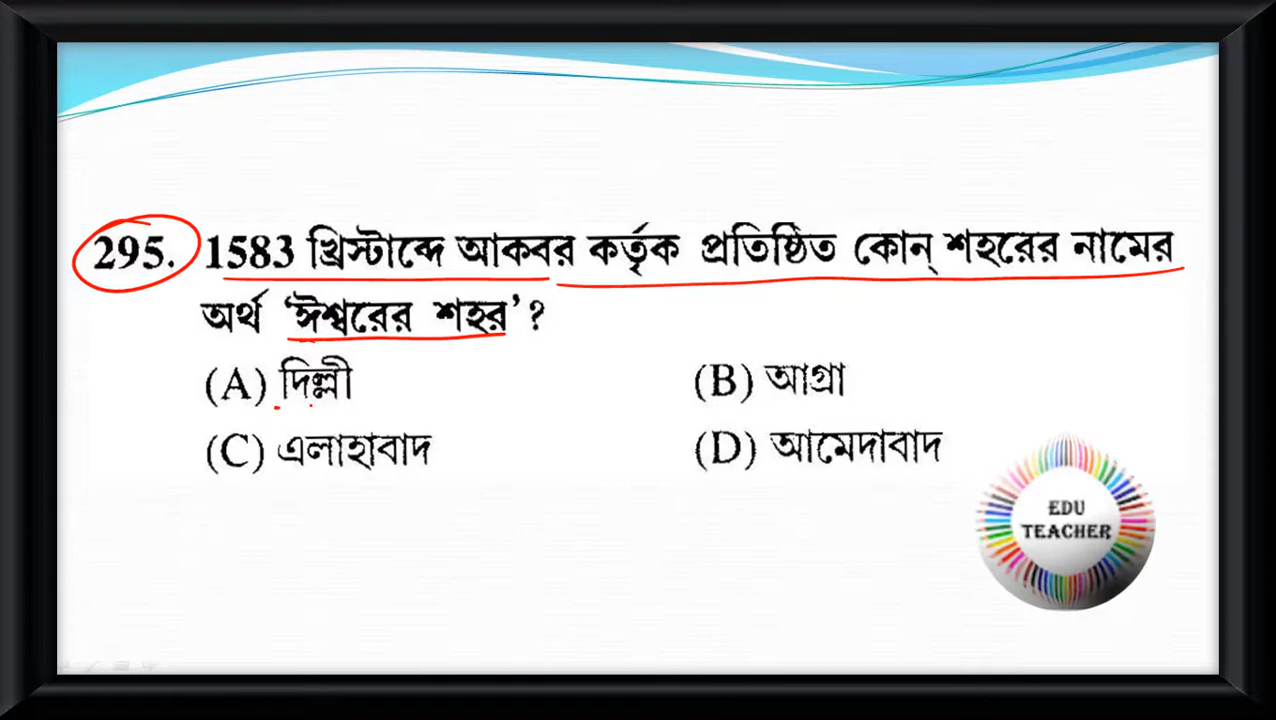 295. 1583 খ্রিস্টাব্দে আকবর কর্তৃক প্রতিষ্ঠিত কোন্ শহরের নামের
অর্থ ‘ঈশ্বরের শহর’?
(A) দিল্লী (B) আগ্রা
(C) এলাহাবাদ (D) আমেদাবাদ
EDU
TEACHER